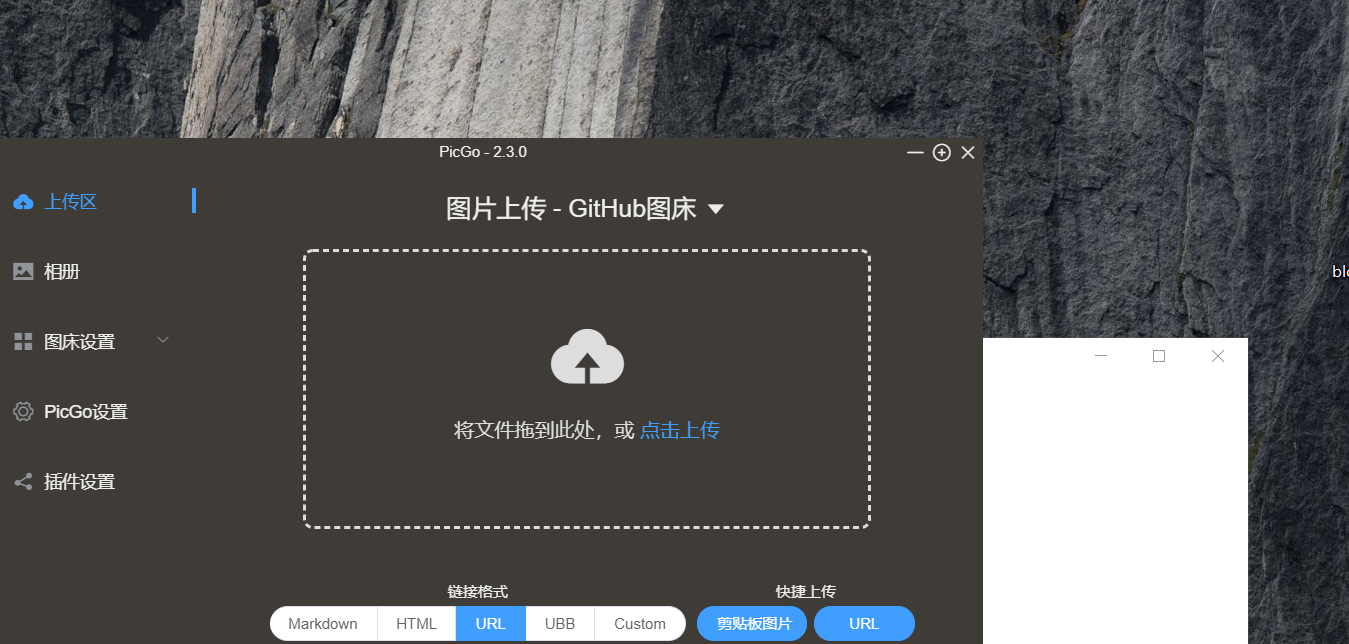 PicGo - 2.3.0
上传区
图片上传 - GitHub图床
相册
图床设置
PicGo设置
插件设置
将文件拖到此处，或 点击上传
链接格式
快捷上传
Markdown HTML URL UBB Custom 剪贴板图片 URL